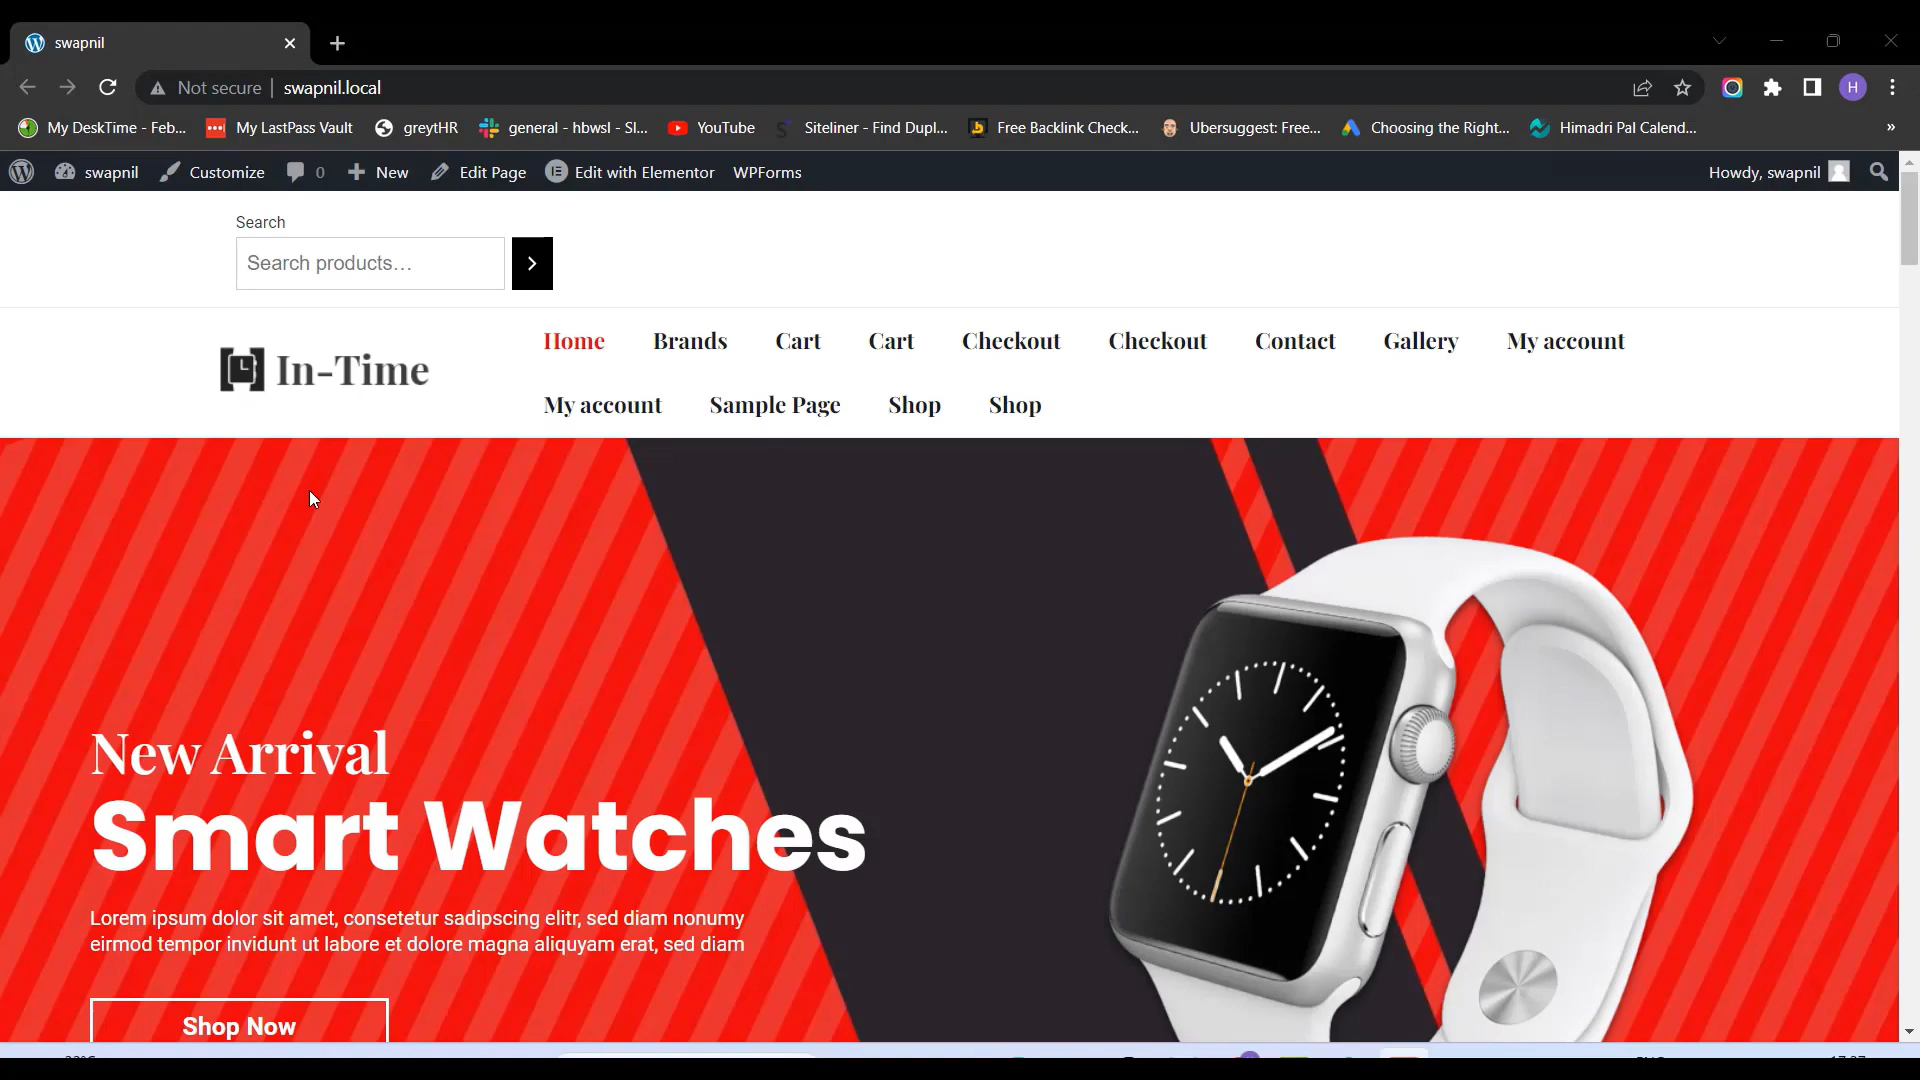 swapnil
Not secure swapnil.local
H
My DeskTime - Feb... My LastPass Vault greytHR general - hbwsl - Sl... YouTube Siteliner - Find Dupl... Free Backlink Check... Ubersuggest: Free... Choosing the Right... Himadri Pal Calend... »
swapnil Customize 0 New Edit Page Edit with Elementor WPForms Howdy, swapnil
Search
Search products...
Home Brands Cart Cart Checkout Checkout Contact Gallery My account
In-Time
My account Sample Page Shop Shop
New Arrival
Smart Watches
Lorem ipsum dolor sit amet, consetetur sadipscing elitr, sed diam nonumy
eirmod tempor invidunt ut labore et dolore magna aliquyam erat, sed diam
Shop Now